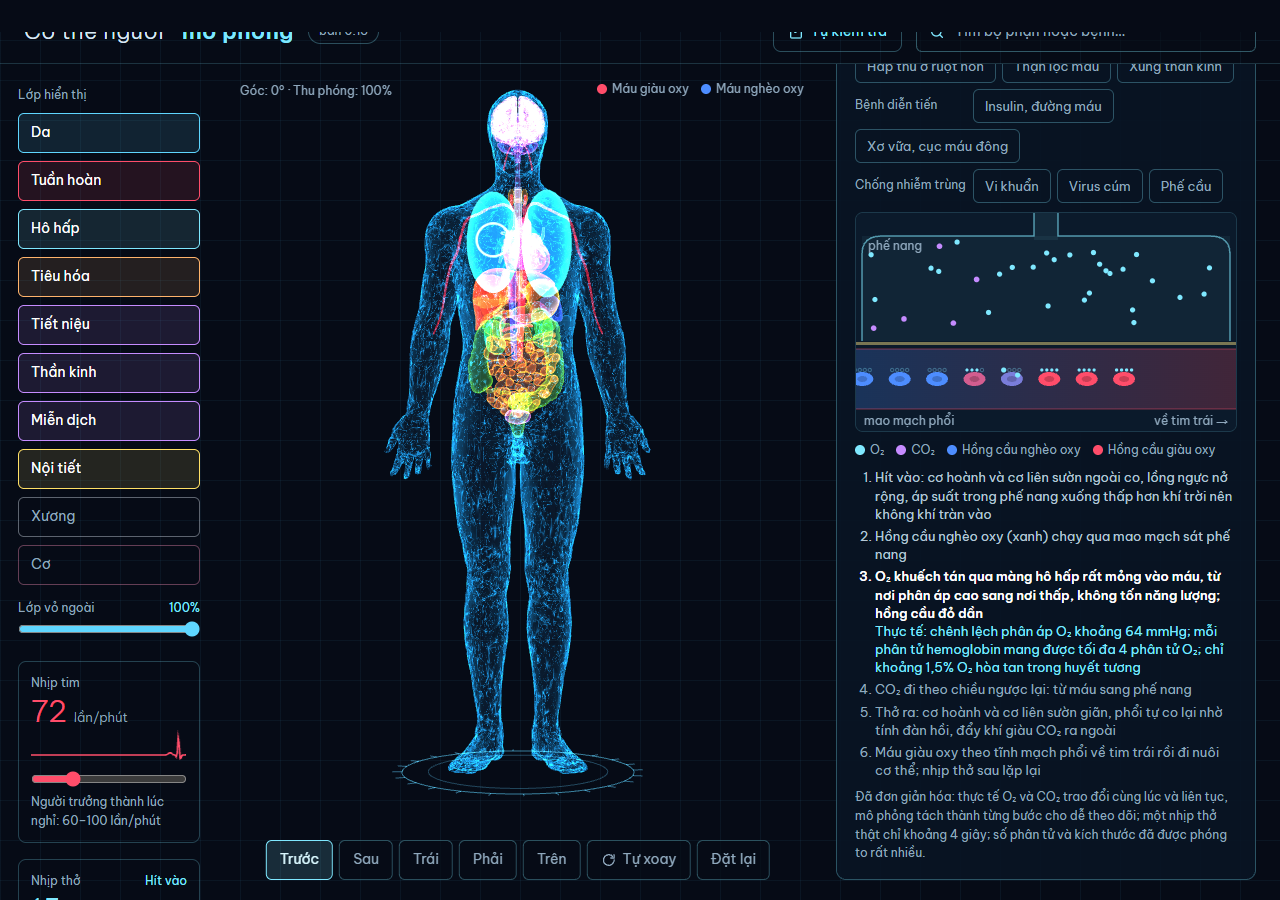 Cơ thể người mô phỏng
Tự kiểm tra
Tìm bộ phận hoặc bệnh...
Lớp hiển thị
Da
Tuần hoàn
Hô hấp
Tiêu hóa
Tiết niệu
Thần kinh
Miễn dịch
Nội tiết
Xương
Cơ
Lớp vỏ ngoài 100%
Nhịp tim
72 lần/phút
Người trưởng thành lúc
nghỉ: 60–100 lần/phút
Nhịp thở Hít vào
Góc: 0° · Thu phóng: 100%
Máu giàu oxy Máu nghèo oxy
Trước Sau Trái Phải Trên Tự xoay Đặt lại
Hấp thu ở ruột non Thận lọc máu Xung thần kinh
Bệnh diễn tiến Insulin, đường máu
Xơ vữa, cục máu đông
Chống nhiễm trùng Vi khuẩn Virus cúm Phế cầu
phế nang
mao mạch phổi về tim trái →
O₂ CO₂ Hồng cầu nghèo oxy Hồng cầu giàu oxy
1. Hít vào: cơ hoành và cơ liên sườn ngoài co, lồng ngực nở
rộng, áp suất trong phế nang xuống thấp hơn khí trời nên
không khí tràn vào
2. Hồng cầu nghèo oxy (xanh) chạy qua mao mạch sát phế
nang
3. O₂ khuếch tán qua màng hô hấp rất mỏng vào máu, từ
nơi phân áp cao sang nơi thấp, không tốn năng lượng;
hồng cầu đỏ dần
Thực tế: chênh lệch phân áp O₂ khoảng 64 mmHg; mỗi
phân tử hemoglobin mang được tối đa 4 phân tử O₂; chỉ
khoảng 1,5% O₂ hòa tan trong huyết tương
4. CO₂ đi theo chiều ngược lại: từ máu sang phế nang
5. Thở ra: cơ hoành và cơ liên sườn giãn, phổi tự co lại nhờ
tính đàn hồi, đẩy khí giàu CO₂ ra ngoài
6. Máu giàu oxy theo tĩnh mạch phổi về tim trái rồi đi nuôi
cơ thể; nhịp thở sau lặp lại
Đã đơn giản hóa: thực tế O₂ và CO₂ trao đổi cùng lúc và liên tục,
mô phỏng tách thành từng bước cho dễ theo dõi; một nhịp thở
thật chỉ khoảng 4 giây; số phân tử và kích thước đã được phóng
to rất nhiều.